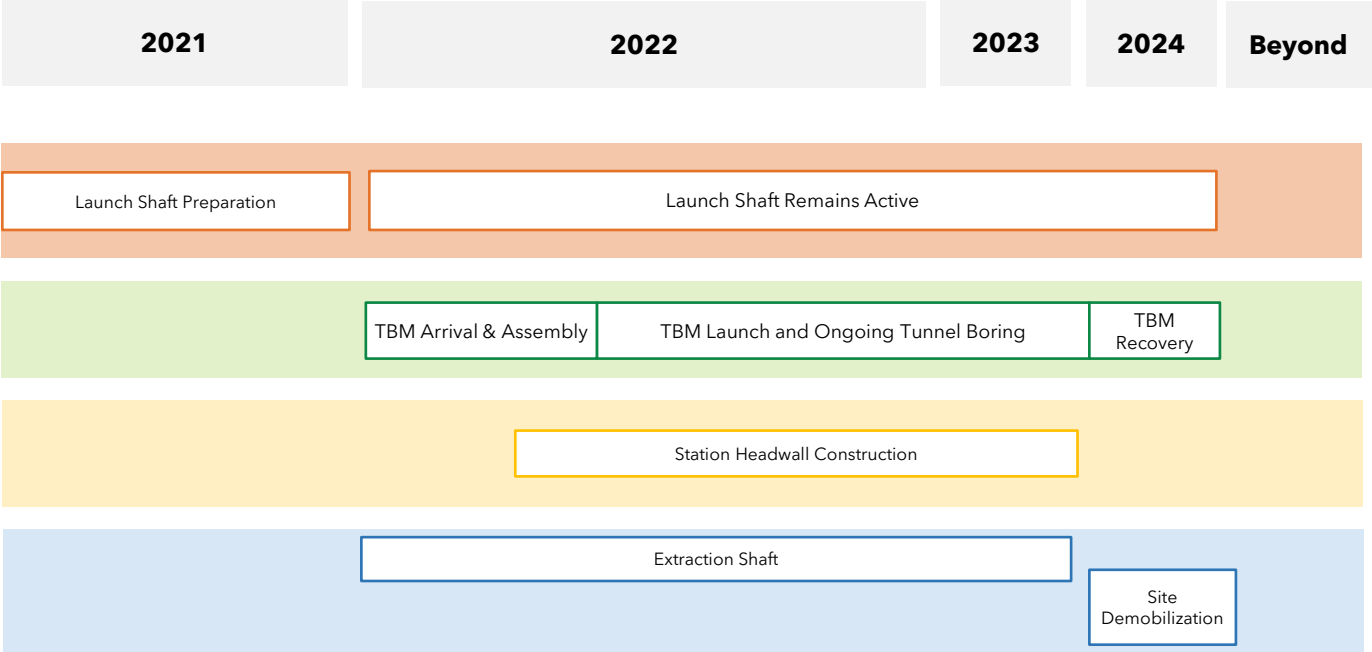 2021
2022
2023
2024
Beyond
Launch Shaft Preparation
Launch Shaft Remains Active
TBM Arrival & Assembly
TBM Launch and Ongoing Tunnel Boring
TBM
Recovery
Station Headwall Construction
Extraction Shaft
Site
Demobilization